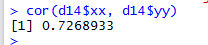 > cor(d14$xx, d14$yy)
[1] 0.7268933
>